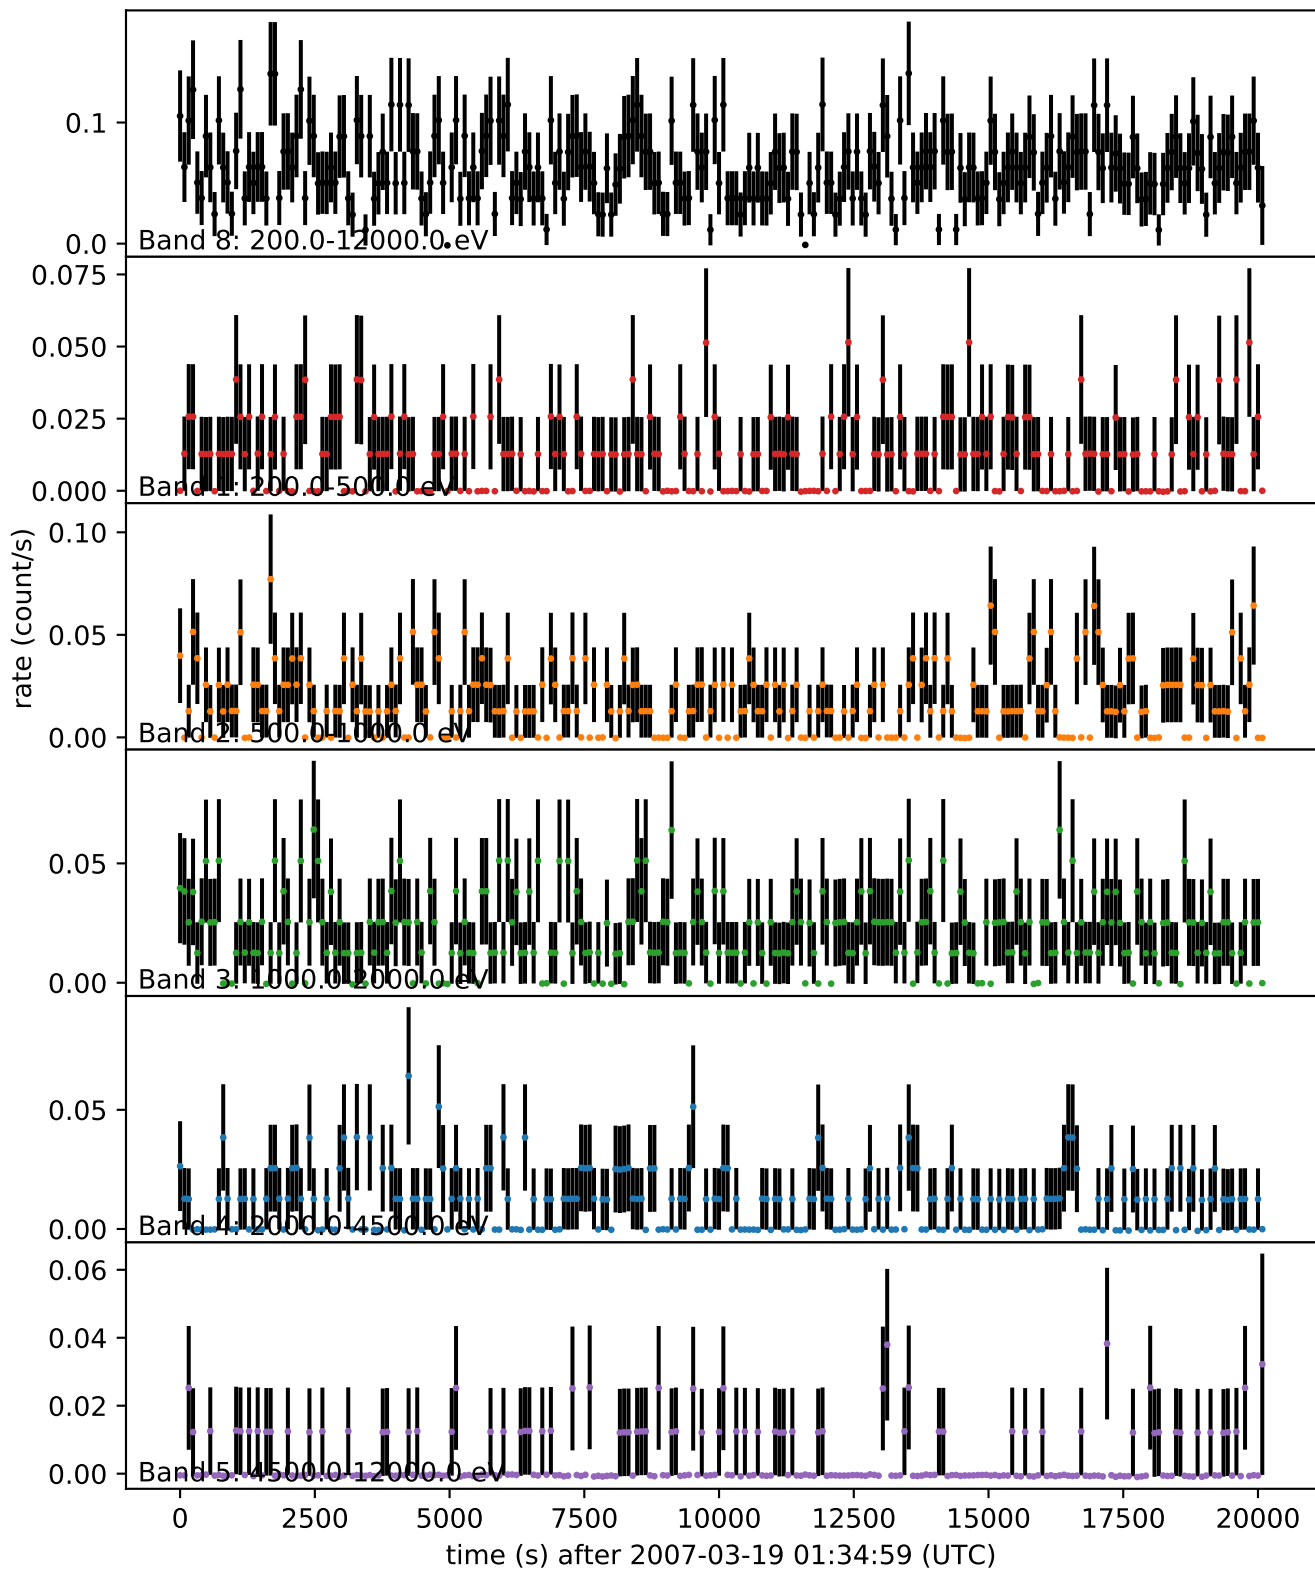 0.1
0.0
Band 8: 200.0-12000.0 eV
0.075
0.050
0.025
0.000
Band 1: 200.0-500.0 eV
rate (count/s)
0.10
0.05
0.00
Band 2: 500.0-1000.0 eV
0.05
0.00
Band 3: 1000.0-2000.0 eV
0.05
0.00
Band 4: 2000.0-4500.0 eV
0.06
0.04
0.02
0.00
Band 5: 4500.0-12000.0 eV
0 2500 5000 7500 10000 12500 15000 17500 20000
time (s) after 2007-03-19 01:34:59 (UTC)